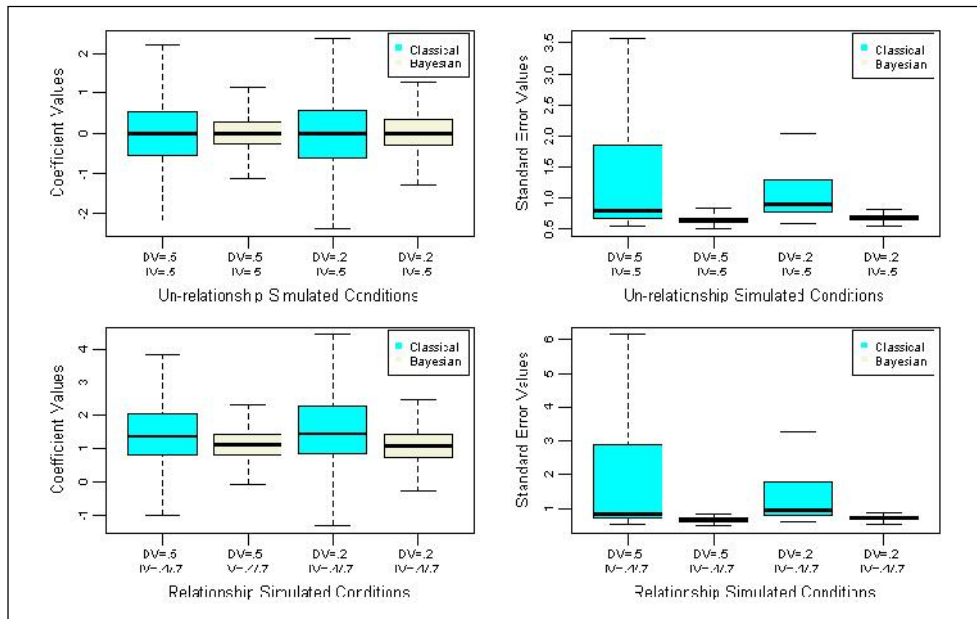 Classical
Bayesian
Coefficient Values
2
1
0
-1
-2
DV=.5 DV=.5 DV=.2 DV=.2
IV=.5 IV=.5 IV=.5 IV=.5
Un-relationship Simulated Conditions
Classical
Bayesian
Standard Error Values
3.5
3.0
2.5
2.0
1.5
1.0
0.5
DV=.5 DV=.5 DV=.2 DV=.2
IV=.5 IV=.5 IV=.5 IV=.5
Un-relationship Simulated Conditions
Classical
Bayesian
Coefficient Values
4
3
2
1
0
-1
DV=.5 DV=.5 DV=.2 DV=.2
Relationship Simulated Conditions
Classical
Bayesian
Standard Error Values
6
5
4
3
2
1
DV=.5 DV=.5 DV=.2 DV=.2
Relationship Simulated Conditions